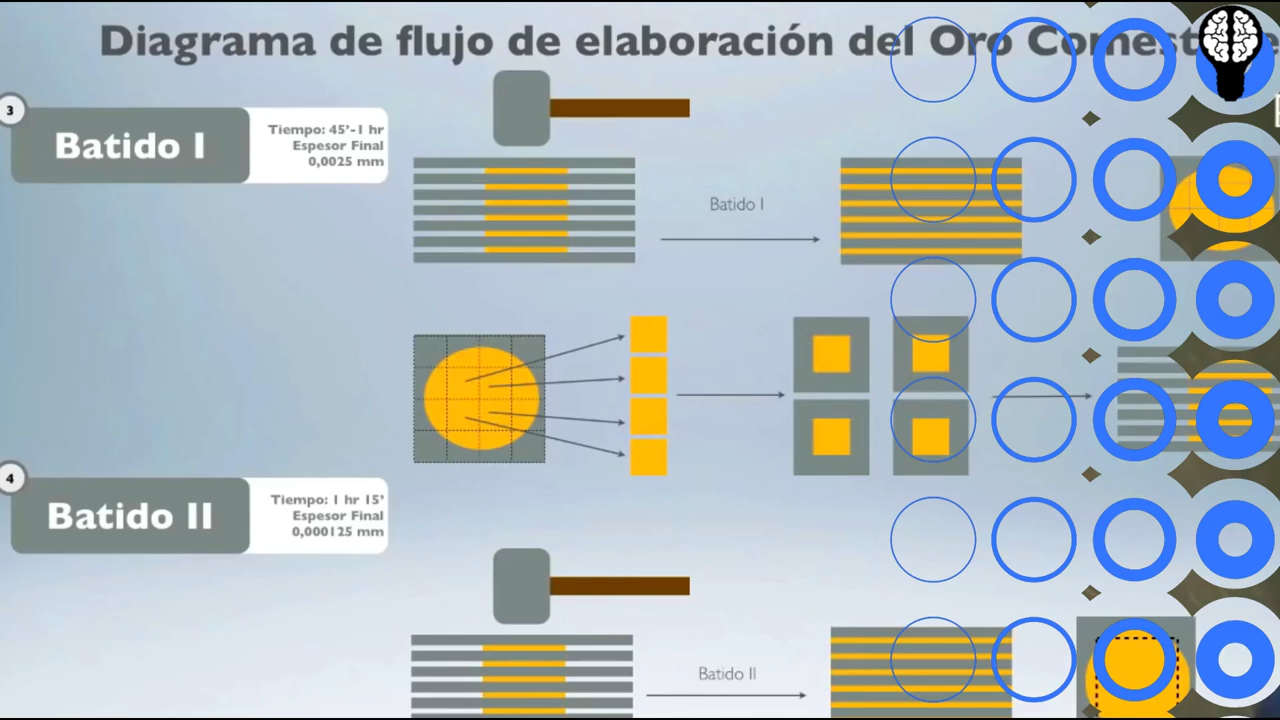 Diagrama de flujo de elaboración del Oro
3
Batido I
Tiempo: 45’-1 hr
Espesor Final
0,0025 mm
Batido I
4
Batido II
Tiempo: 1 hr 15’
Espesor Final
0,000125 mm
Batido II